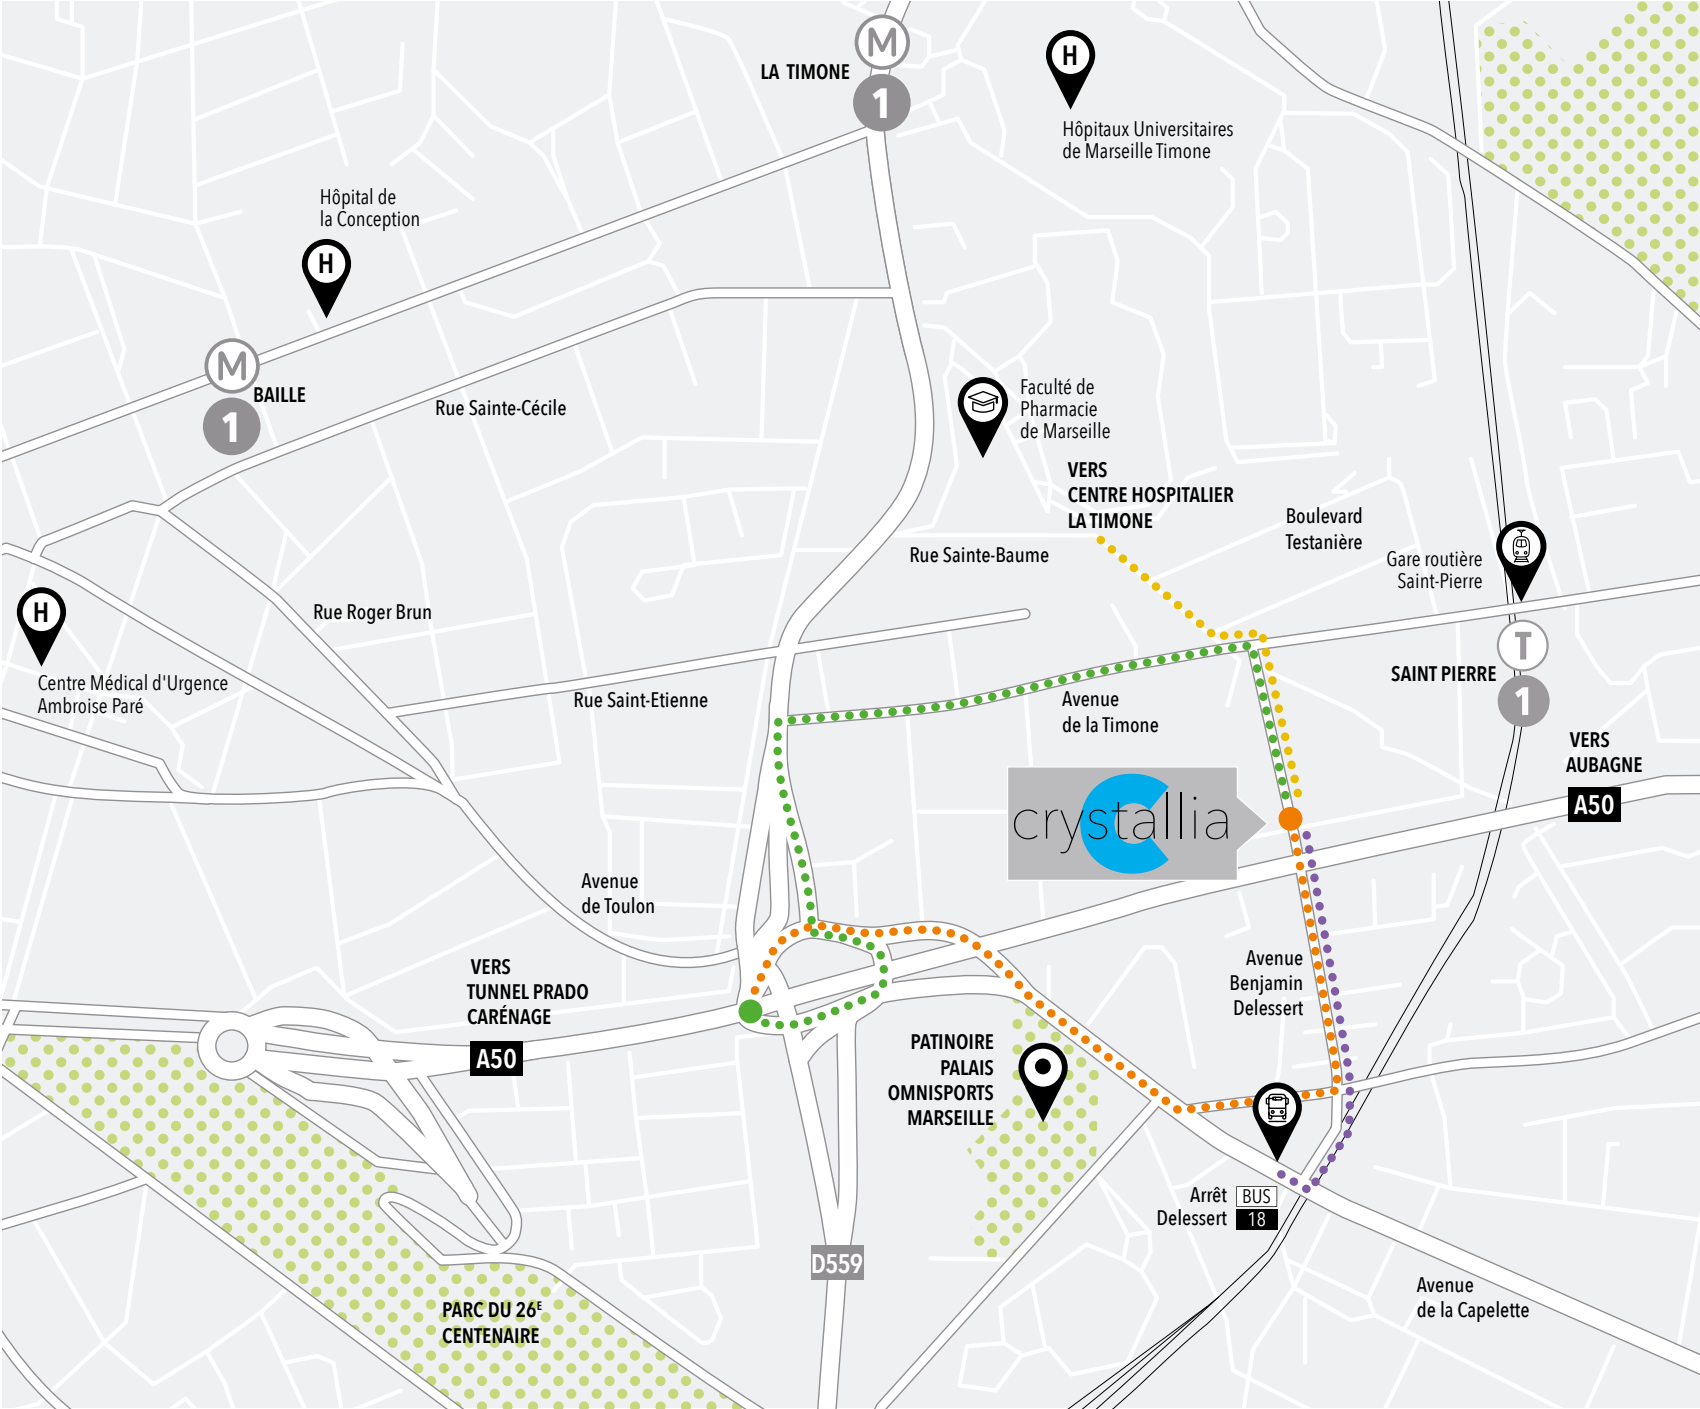 M
LA TIMONE
1
H
Hôpitaux Universitaires
de Marseille Timone
Hôpital de
la Conception
H
M
BAILLE
1
Rue Sainte-Cécile
Faculté de
Pharmacie
de Marseille
VERS
CENTRE HOSPITALIER
LA TIMONE
Boulevard
Testanière
Rue Sainte-Baume
Gare routière
Saint-Pierre
H
Rue Roger Brun
Centre Médical d'Urgence
Ambroise Paré
T
SAINT PIERRE
1
Rue Saint-Etienne
Avenue
de la Timone
VERS
AUBAGNE
A50
crystallia
Avenue
de Toulon
VERS
TUNNEL PRADO
CARÉNAGE
A50
Avenue
Benjamin
Delessert
PATINOIRE
PALAIS
OMNISPORTS
MARSEILLE
Arrêt BUS
Delessert 18
D559
Avenue
de la Capelette
PARC DU 26E
CENTENAIRE